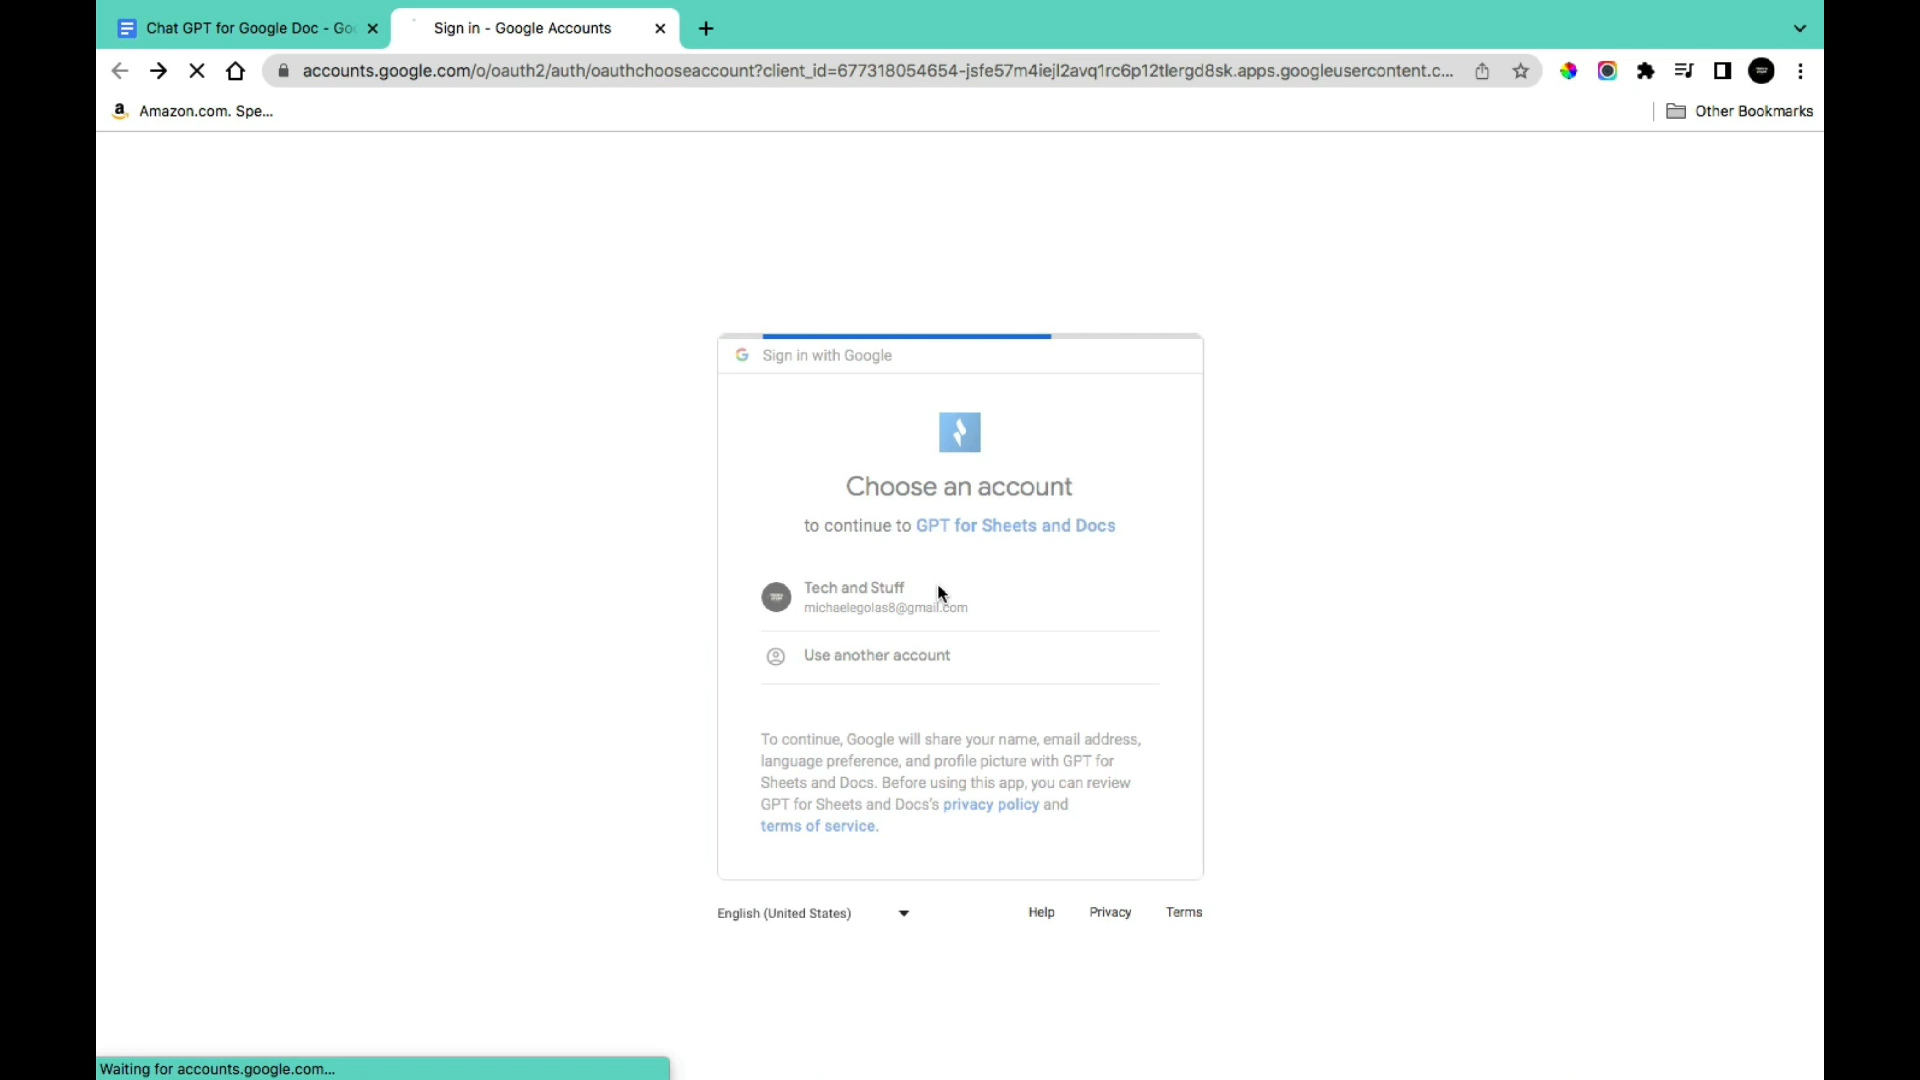 Chat GPT for Google Doc - Goo
Sign in - Google Accounts
accounts.google.com/o/oauth2/auth/oauthchooseaccount?client_id=677318054654-jsfe57m4iejl2avq1rc6p12tlergd8sk.apps.googleusercontent.c...
Amazon.com. Spe...
Other Bookmarks
Sign in with Google
Choose an account
to continue to GPT for Sheets and Docs
Tech and Stuff
michaelegolas8@gmail.com
Use another account
To continue, Google will share your name, email address,
language preference, and profile picture with GPT for
Sheets and Docs. Before using this app, you can review
GPT for Sheets and Docs's privacy policy and
terms of service.
English (United States)
Help
Privacy
Terms
Waiting for accounts.google.com...